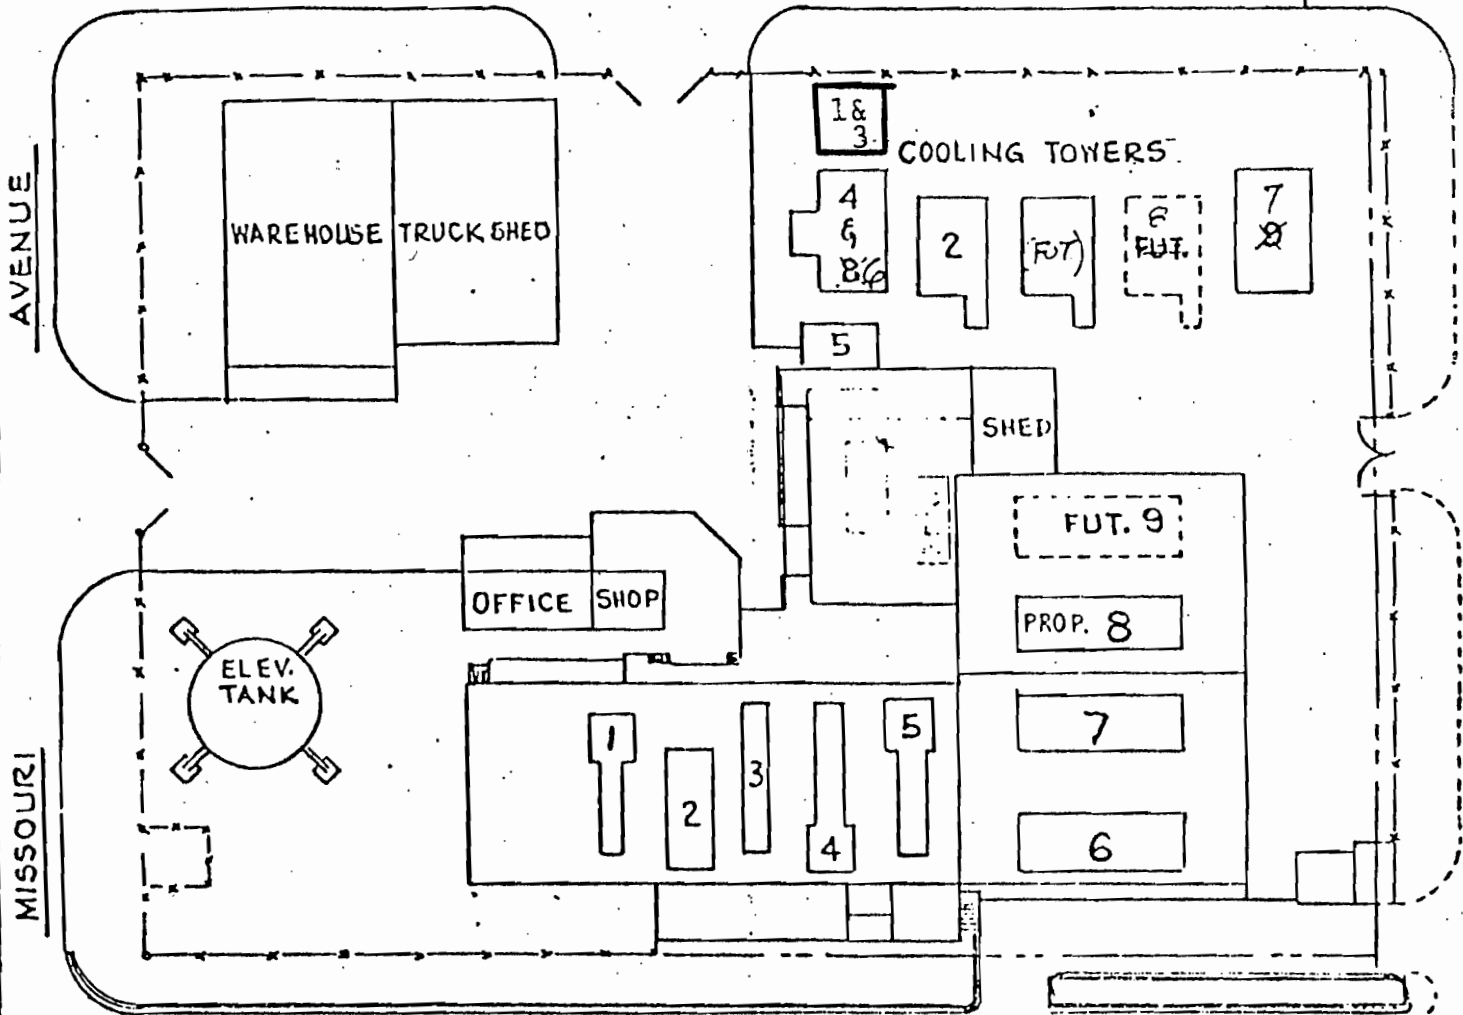 AVENUE
MISSOURI
1 &
3
COOLING TOWERS
4
&
6
2
(FUT)
FUT.
7
5
WAREHOUSE
TRUCK SHED
SHED
FUT. 9
PROP. 8
7
6
OFFICE
SHOP
ELEV.
TANK
1
2
3
4
5